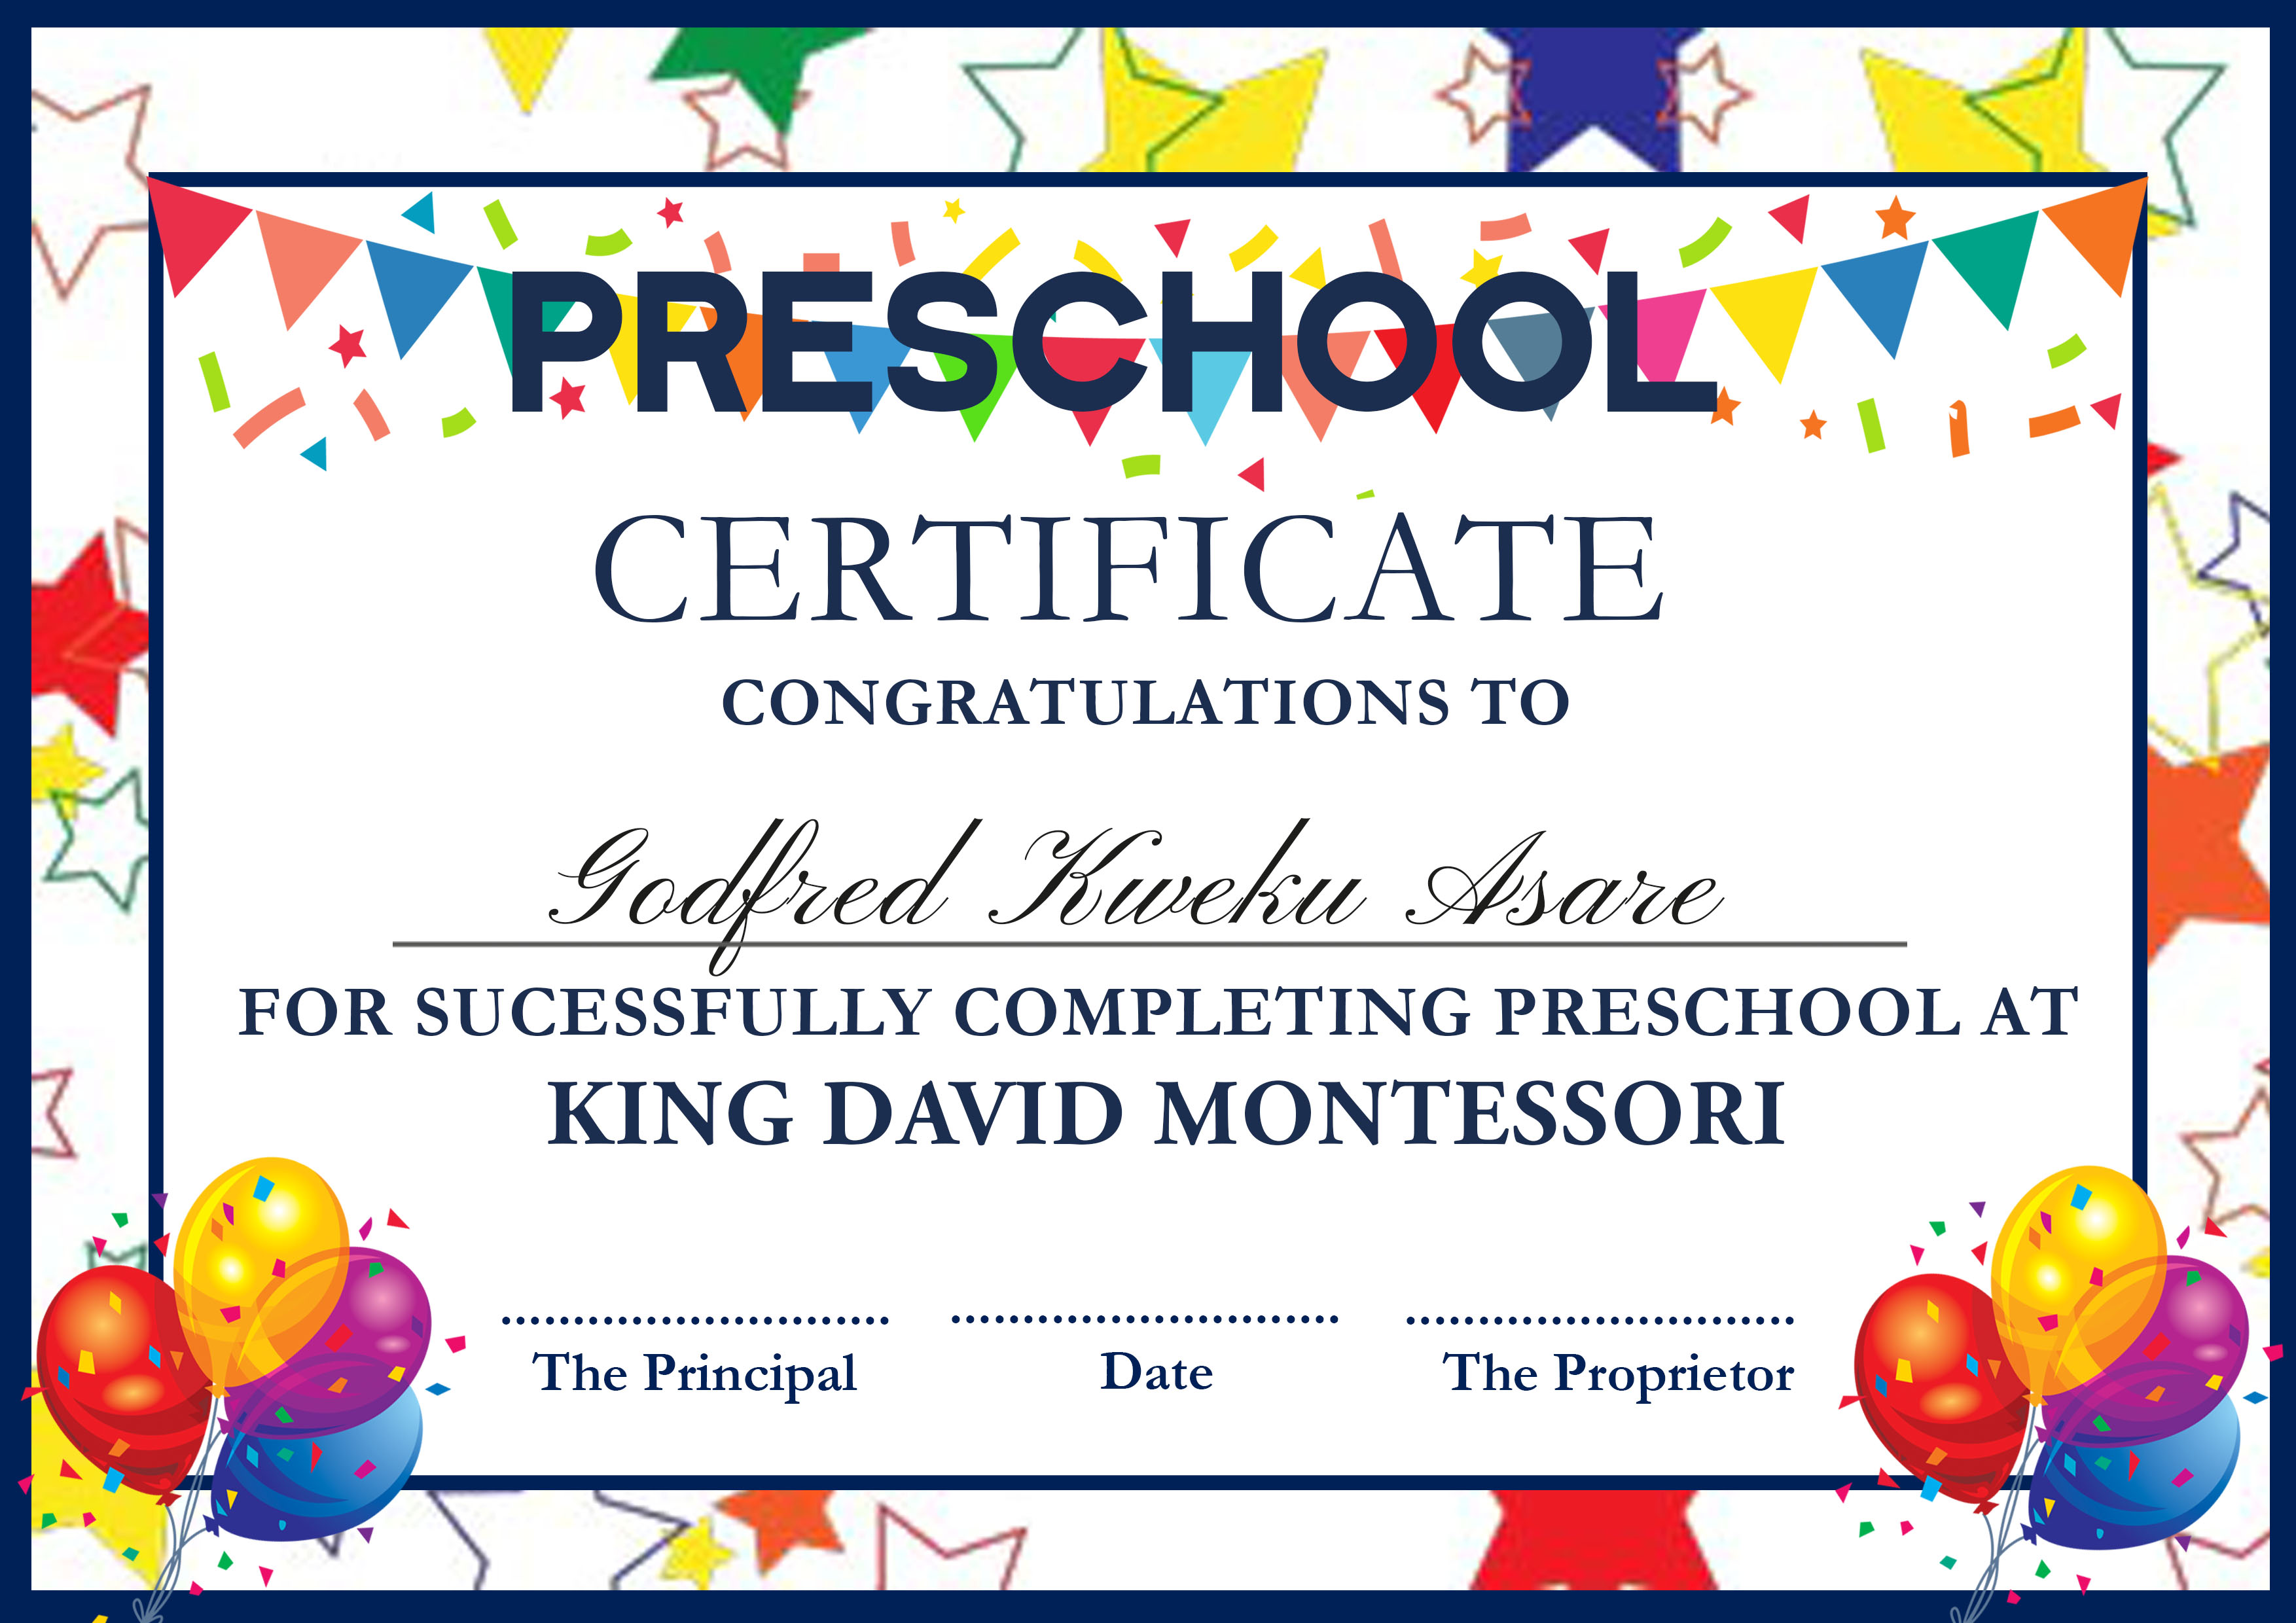 PRESCHOOL
CERTIFICATE
CONGRATULATIONS TO
Godfred Kweku Asare
FOR SUCESSFULLY COMPLETING PRESCHOOL AT
KING DAVID MONTESSORI
The Principal Date The Proprietor